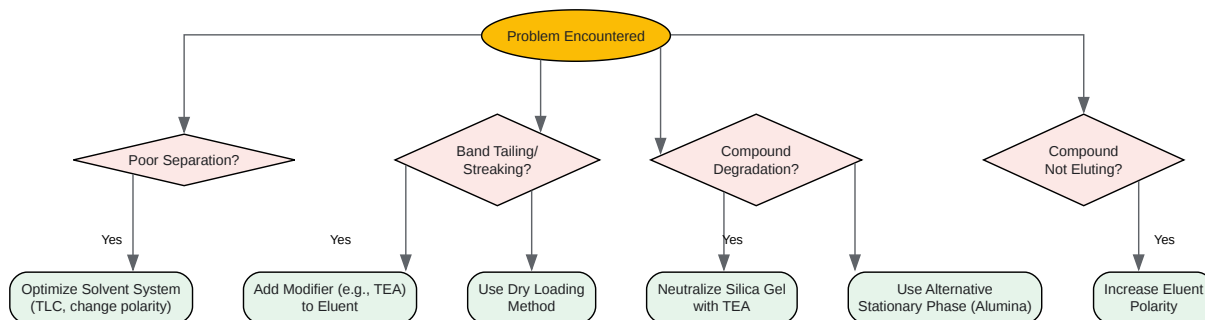 Problem Encountered
Poor Separation?
Band Tailing/
Streaking?
Compound
Degradation?
Compound
Not Eluting?
Yes
Yes
Yes
Yes
Optimize Solvent System
(TLC, change polarity)
Add Modifier (e.g., TEA)
to Eluent
Use Dry Loading
Method
Neutralize Silica Gel
with TEA
Use Alternative
Stationary Phase (Alumina)
Increase Eluent
Polarity